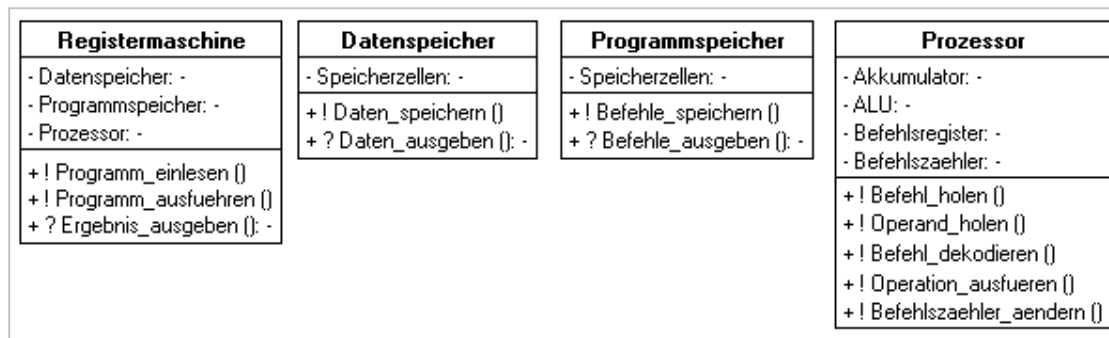 Registermaschine
- Datenspeicher: -
- Programmspeicher: -
- Prozessor: -
+ ! Programm_einlesen ()
+ ! Programm_ausfuehren ()
+ ? Ergebnis_ausgeben (): -
Datenspeicher
- Speicherzellen: -
+ ! Daten_speichern ()
+ ? Daten_ausgeben (): -
Programmspeicher
- Speicherzellen: -
+ ! Befehle_speichern ()
+ ? Befehle_ausgeben (): -
Prozessor
- Akkumulator: -
- ALU: -
- Befehlsregister: -
- Befehlszaehler: -
+ ! Befehl_holen ()
+ ! Operand_holen ()
+ ! Befehl_dekodieren ()
+ ! Operation_ausfueren ()
+ ! Befehlszaehler_aendern ()